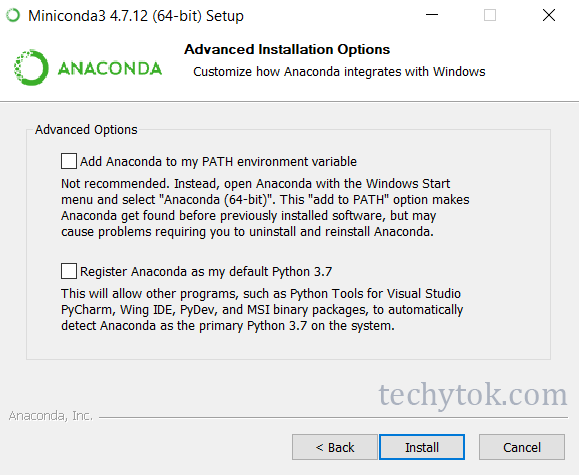 Miniconda3 4.7.12 (64-bit) Setup
ANACONDA
Advanced Installation Options
Customize how Anaconda integrates with Windows
Advanced Options
Add Anaconda to my PATH environment variable
Not recommended. Instead, open Anaconda with the Windows Start
menu and select "Anaconda (64-bit)". This "add to PATH" option makes
Anaconda get found before previously installed software, but may
cause problems requiring you to uninstall and reinstall Anaconda.
Register Anaconda as my default Python 3.7
This will allow other programs, such as Python Tools for Visual Studio
PyCharm, Wing IDE, PyDev, and MSI binary packages, to automatically
detect Anaconda as the primary Python 3.7 on the system.
techytok.com
Anaconda, Inc.
< Back Install Cancel